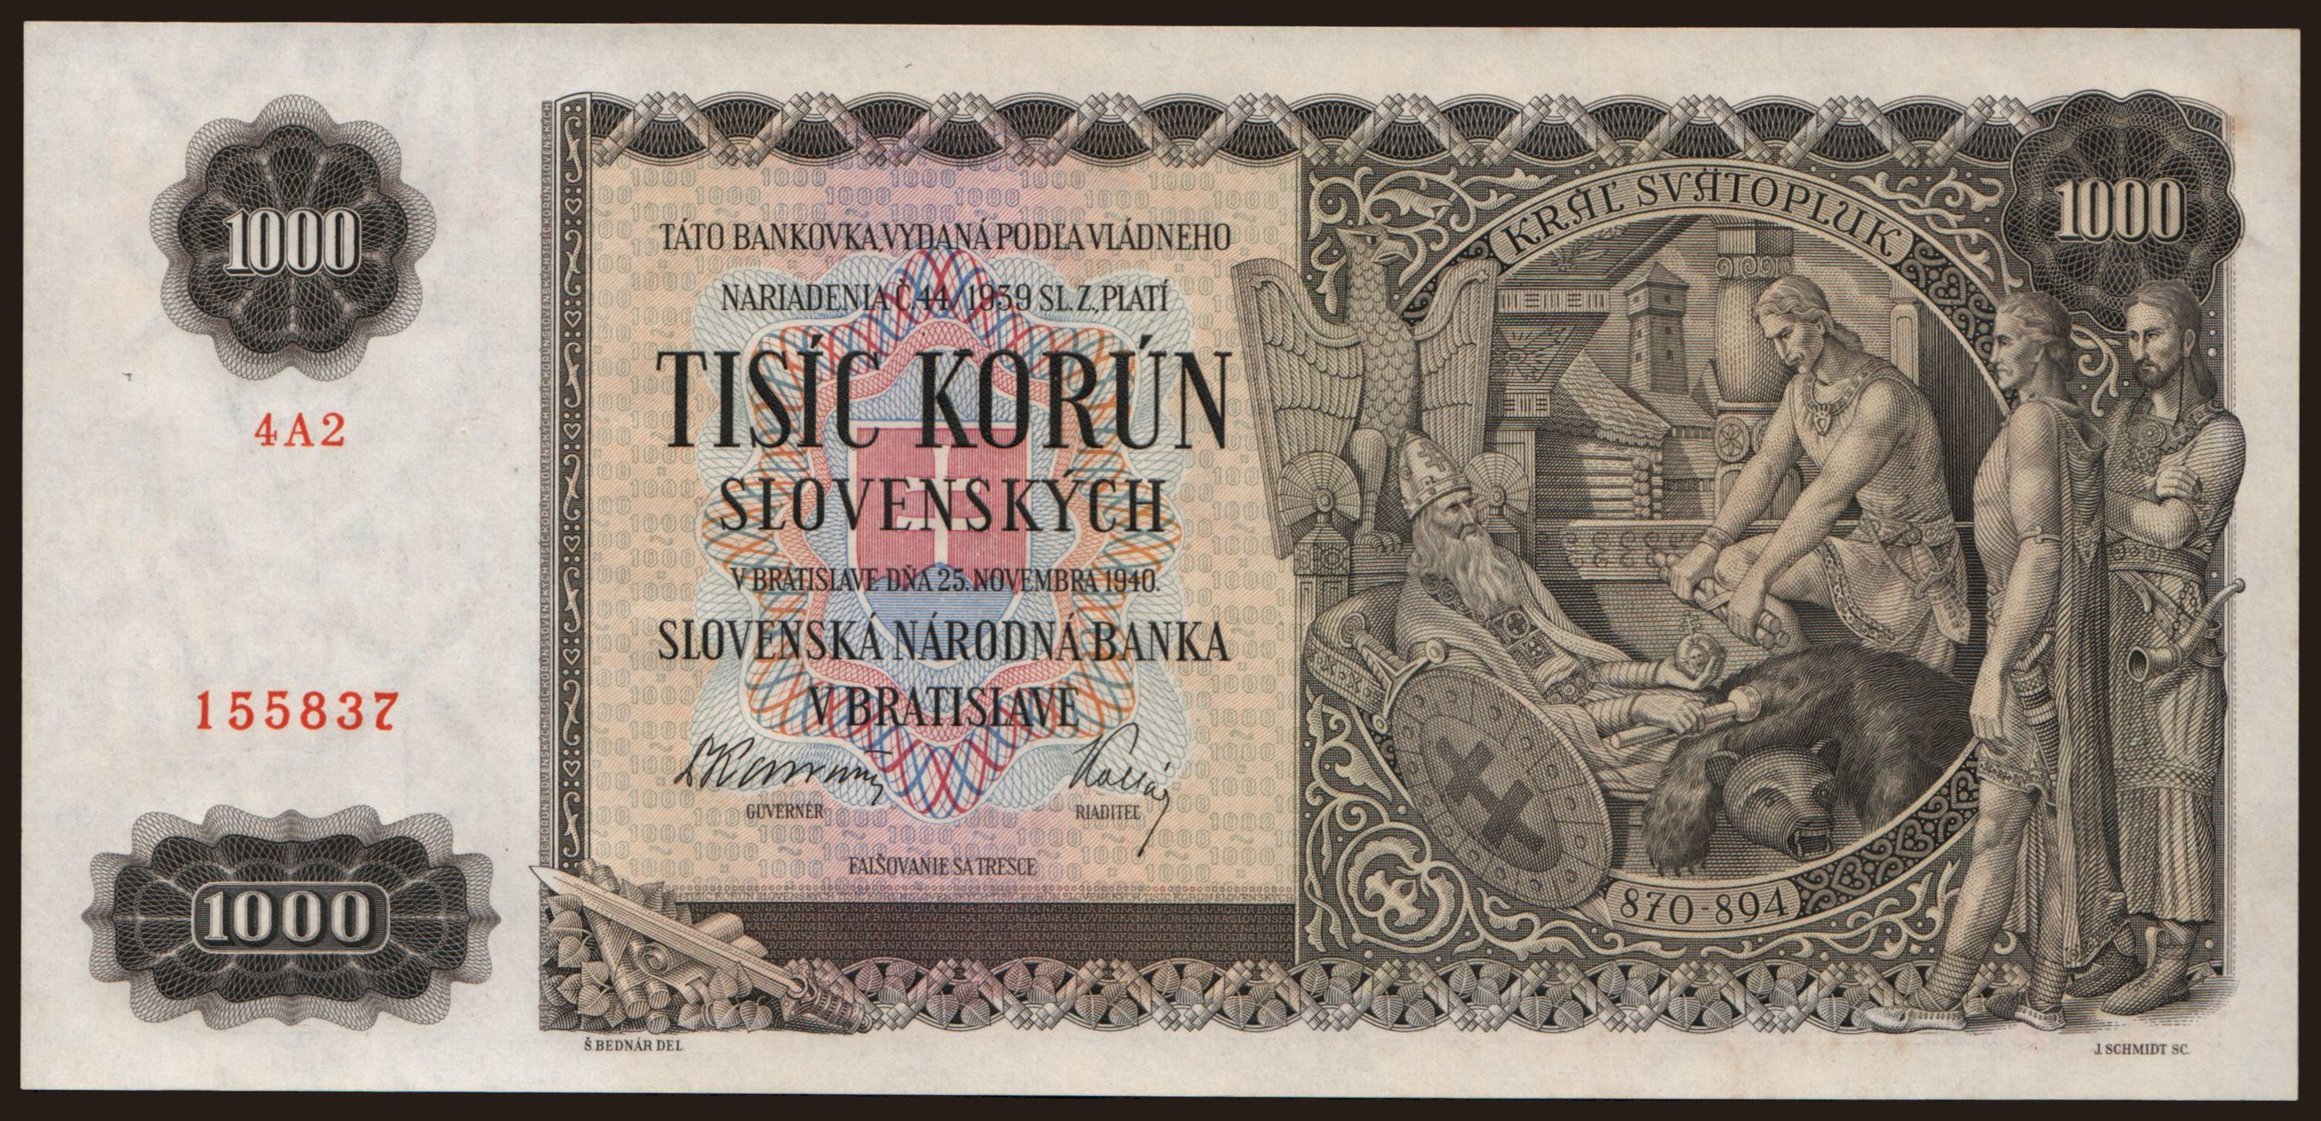 1000
4A2
155837
1000
TÁTO BANKOVKA, VYDANÁ PODĽA VLÁDNEHO
NARIADENIA Č. 44/1939 SL. Z., PLATÍ
TISÍC KORÚN
SLOVENSKÝCH
V BRATISLAVE DŇA 25. NOVEMBRA 1940.
SLOVENSKÁ NÁRODNÁ BANKA
V BRATISLAVE
GUVERNÉR
RIADITEĽ
FALŠOVANIE SA TRESCE
KRÁĽ SVÄTOPLUK
1000
870-894
Š. BEDNÁR DEL.
J. SCHMIDT SC.